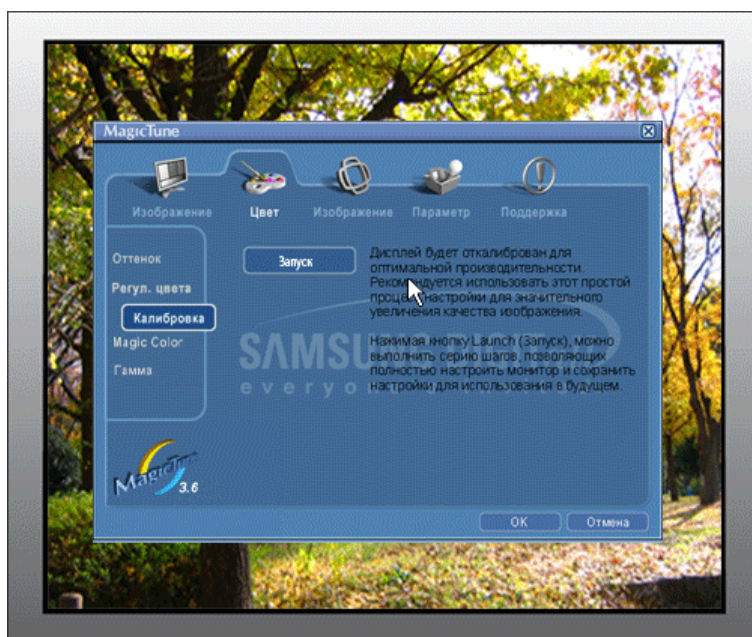 MagicTune
Изображение Цвет Изображение Параметр Поддержка
Оттенок
Регул. цвета
Калибровка
Magic Color
Гамма
Запуск
Дисплей будет откалиброван для
оптимальной производительности.
Рекомендуется использовать этот простой
процесс настройки для значительного
увеличения качества изображения.
Нажимая кнопку Launch (Запуск), можно
выполнить серию шагов, позволяющих
полностью настроить монитор и сохранить
настройки для использования в будущем.
SAMSUNG
MagicTune
3.6
OK Отмена